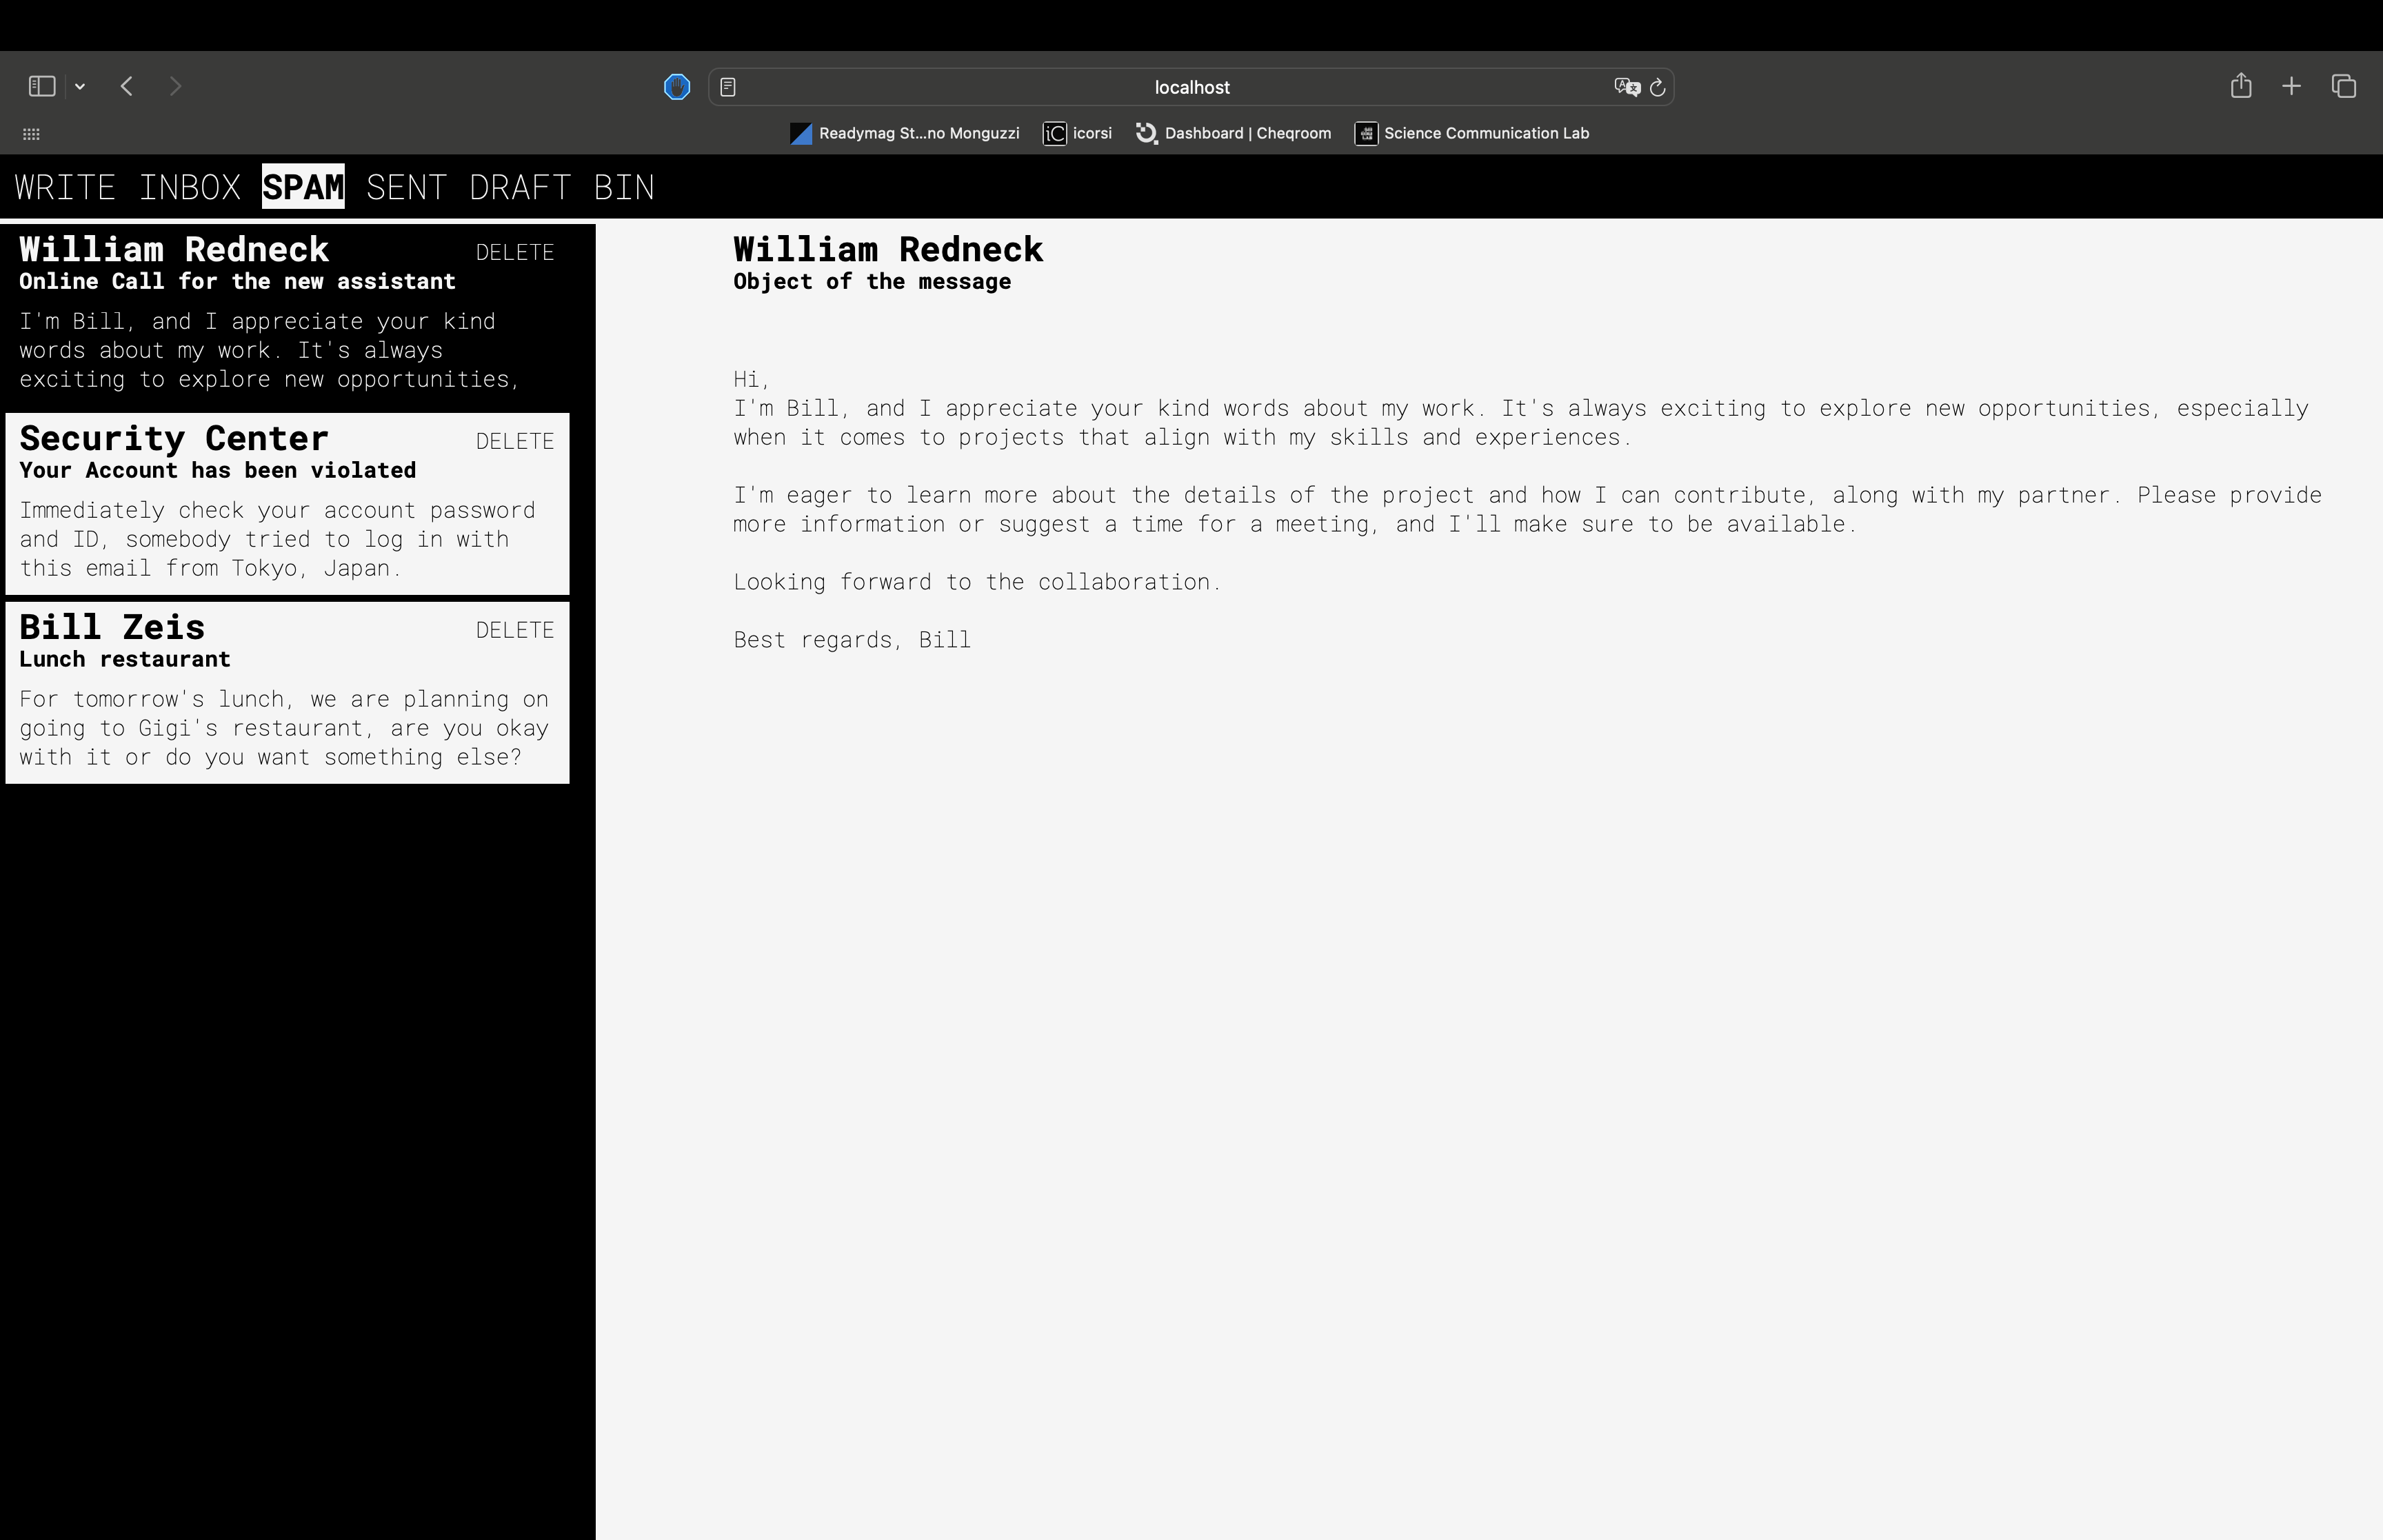 localhost
Readymag St...no Monguzzi
iC icorsi
Dashboard | Cheqroom
Science Communication Lab
WRITE INBOX SPAM SENT DRAFT BIN
William Redneck DELETE
Online Call for the new assistant
I'm Bill, and I appreciate your kind
words about my work. It's always
exciting to explore new opportunities,
Security Center DELETE
Your Account has been violated
Immediately check your account password
and ID, somebody tried to log in with
this email from Tokyo, Japan.
Bill Zeis DELETE
Lunch restaurant
For tomorrow's lunch, we are planning on
going to Gigi's restaurant, are you okay
with it or do you want something else?
William Redneck
Object of the message
Hi,
I'm Bill, and I appreciate your kind words about my work. It's always exciting to explore new opportunities, especially
when it comes to projects that align with my skills and experiences.
I'm eager to learn more about the details of the project and how I can contribute, along with my partner. Please provide
more information or suggest a time for a meeting, and I'll make sure to be available.
Looking forward to the collaboration.
Best regards, Bill